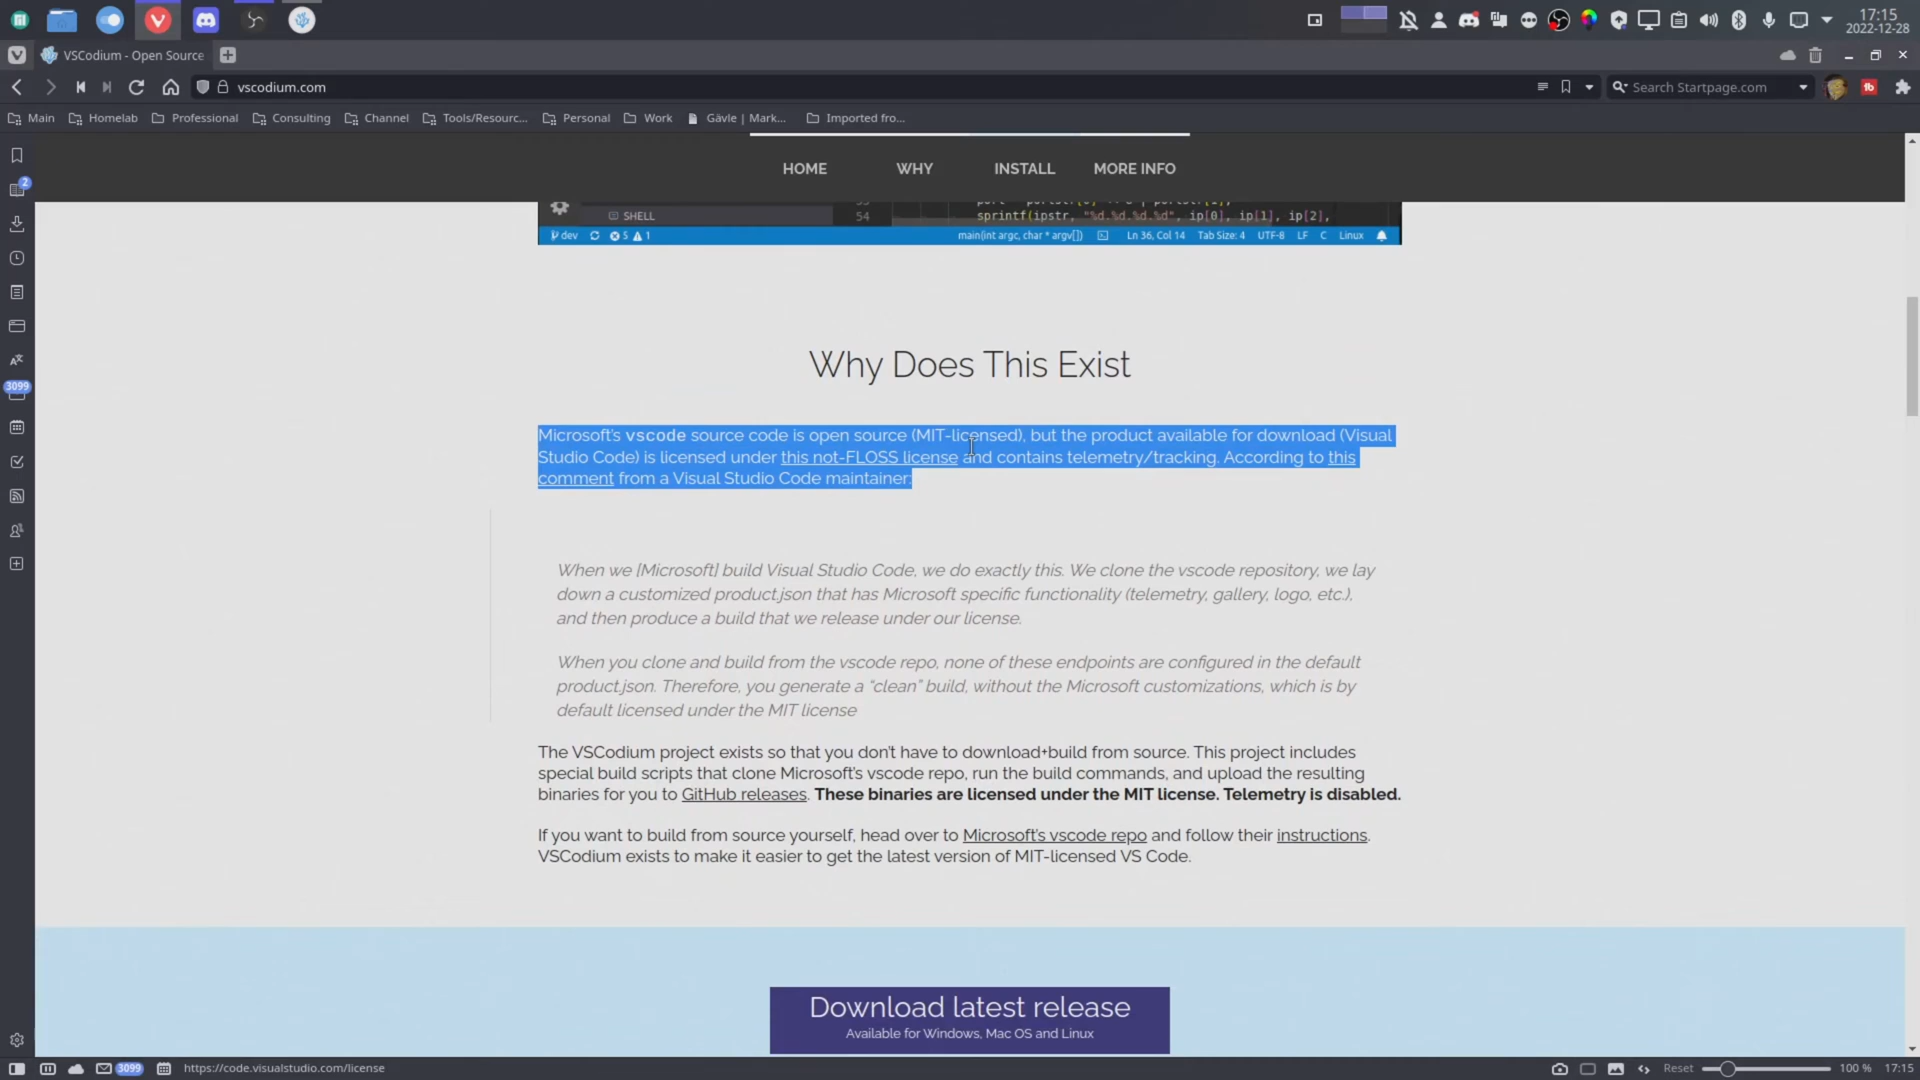 17:15
2022-12-28
VSCodium - Open Source
vscodium.com
Search Startpage.com
Main Homelab Professional Consulting Channel Tools/Resourc... Personal Work Gävle | Mark... Imported fro...
HOME WHY INSTALL MORE INFO
2
3099
SHELL
54 sprintf(ipstr, "%d.%d.%d.%d", ip[0], ip[1], ip[2],
dev 5 1 main(int argc, char * argv[]) Ln 36, Col 14 Tab Size: 4 UTF-8 LF C Linux
Why Does This Exist
Microsoft's vscode source code is open source (MIT-licensed), but the product available for download (Visual
Studio Code) is licensed under this not-FLOSS license and contains telemetry/tracking. According to this
comment from a Visual Studio Code maintainer:
When we [Microsoft] build Visual Studio Code, we do exactly this. We clone the vscode repository, we lay
down a customized product.json that has Microsoft specific functionality (telemetry, gallery, logo, etc.),
and then produce a build that we release under our license.
When you clone and build from the vscode repo, none of these endpoints are configured in the default
product.json. Therefore, you generate a “clean” build, without the Microsoft customizations, which is by
default licensed under the MIT license
The VSCodium project exists so that you don't have to download+build from source. This project includes
special build scripts that clone Microsoft's vscode repo, run the build commands, and upload the resulting
binaries for you to GitHub releases. These binaries are licensed under the MIT license. Telemetry is disabled.
If you want to build from source yourself, head over to Microsoft's vscode repo and follow their instructions.
VSCodium exists to make it easier to get the latest version of MIT-licensed VS Code.
Download latest release
Available for Windows, Mac OS and Linux
3099 https://code.visualstudio.com/license Reset 100 % 17:15